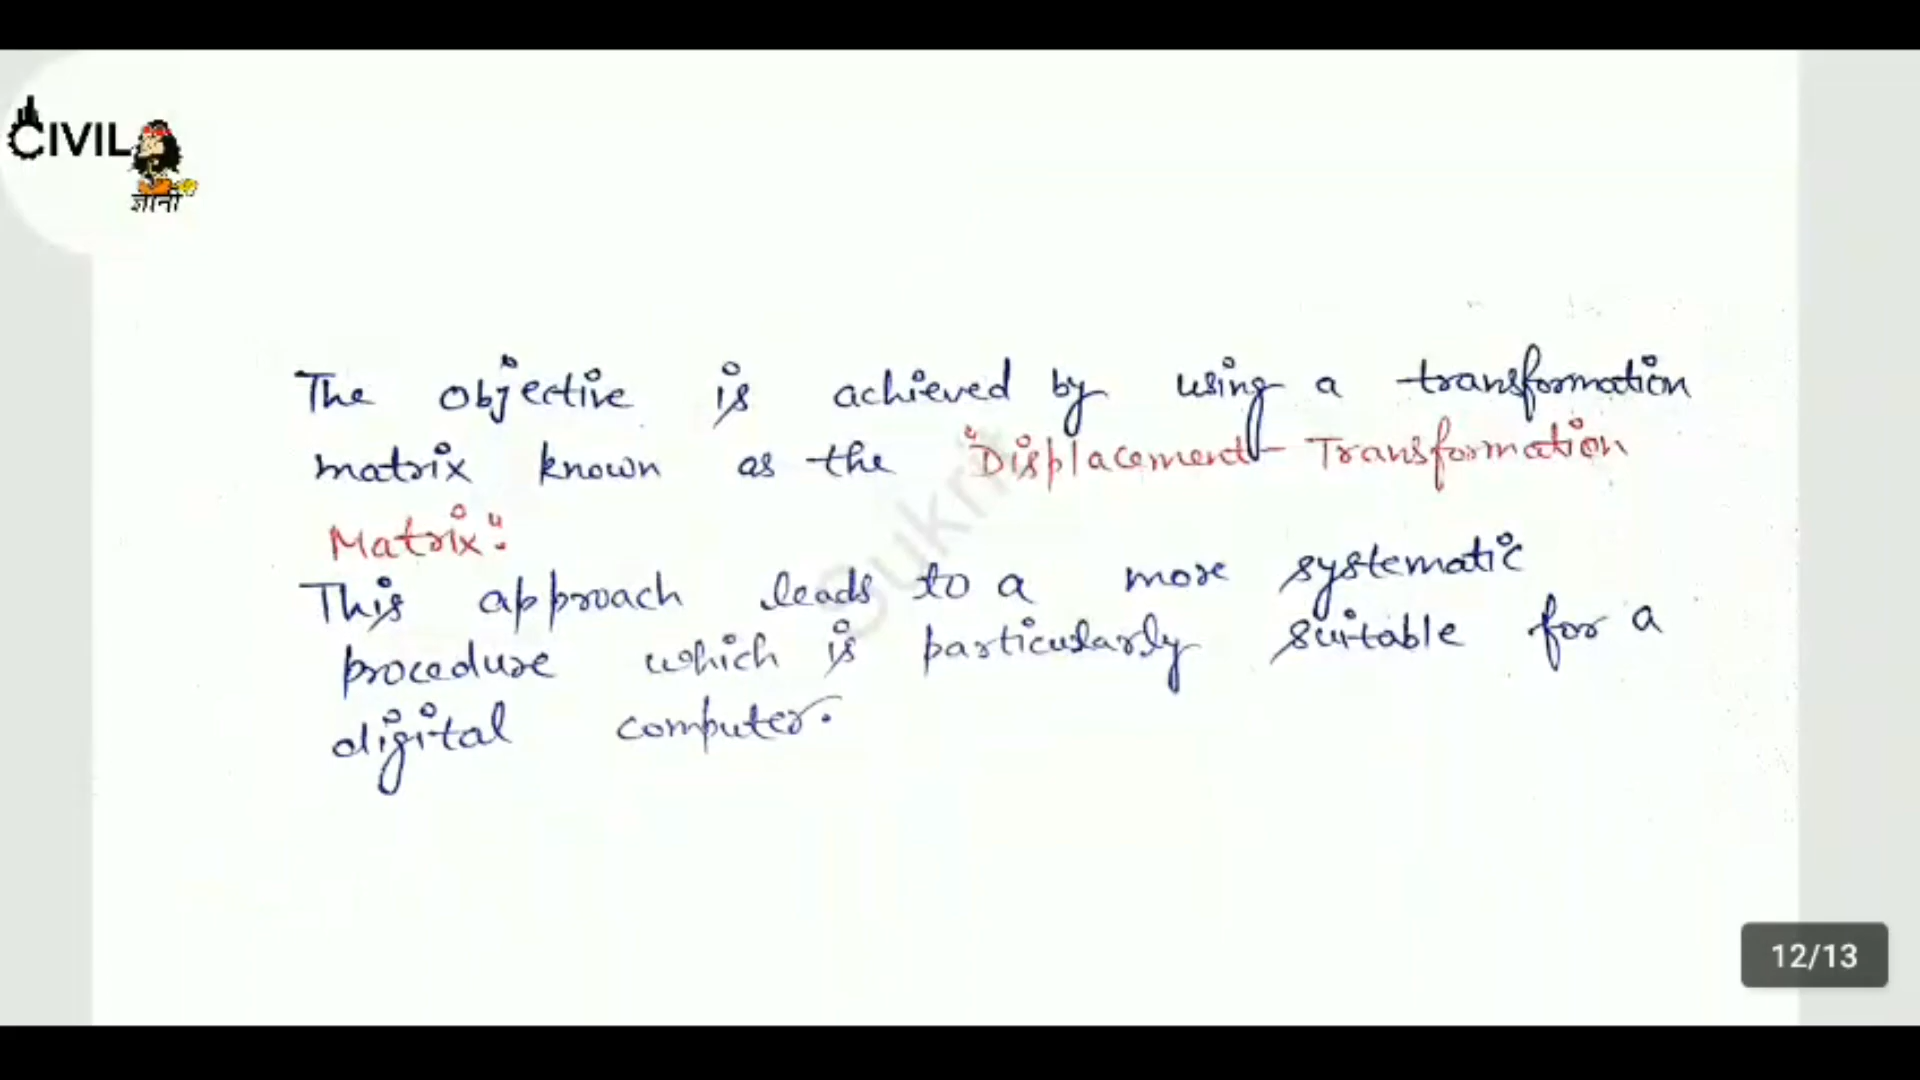 CIVIL
ज्ञानी
The objective is achieved by using a transformation
matrix known as the "Displacement Transformation
Matrix".
This approach leads to a more systematic
procedure which is particularly suitable for a
digital computer.
Sukrit
12/13